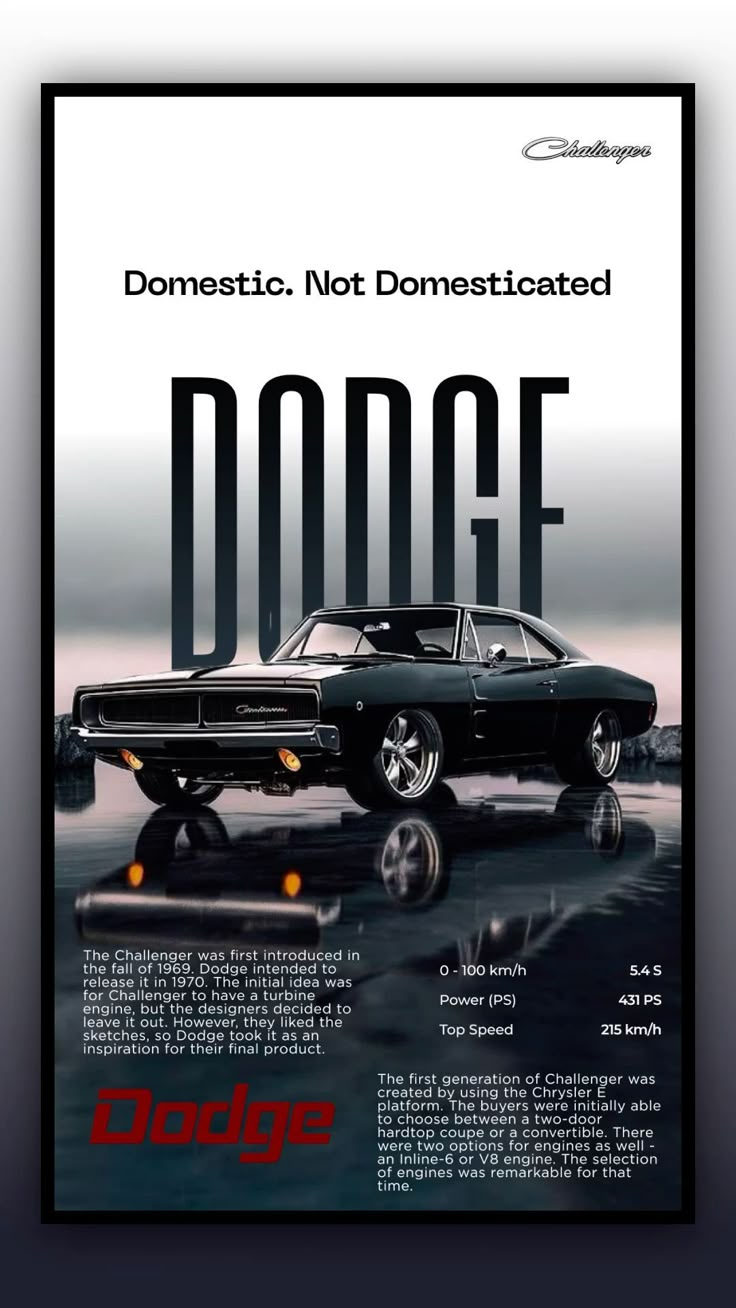 Challenger
Domestic. Not Domesticated
DODGE
The Challenger was first introduced in
the fall of 1969. Dodge intended to
release it in 1970. The initial idea was
for Challenger to have a turbine
engine, but the designers decided to
leave it out. However, they liked the
sketches, so Dodge took it as an
inspiration for their final product.
0 - 100 km/h 5.4 S
Power (PS) 431 PS
Top Speed 215 km/h
Dodge
The first generation of Challenger was
created by using the Chrysler E
platform. The buyers were initially able
to choose between a two-door
hardtop coupe or a convertible. There
were two options for engines as well -
an Inline-6 or V8 engine. The selection
of engines was remarkable for that
time.